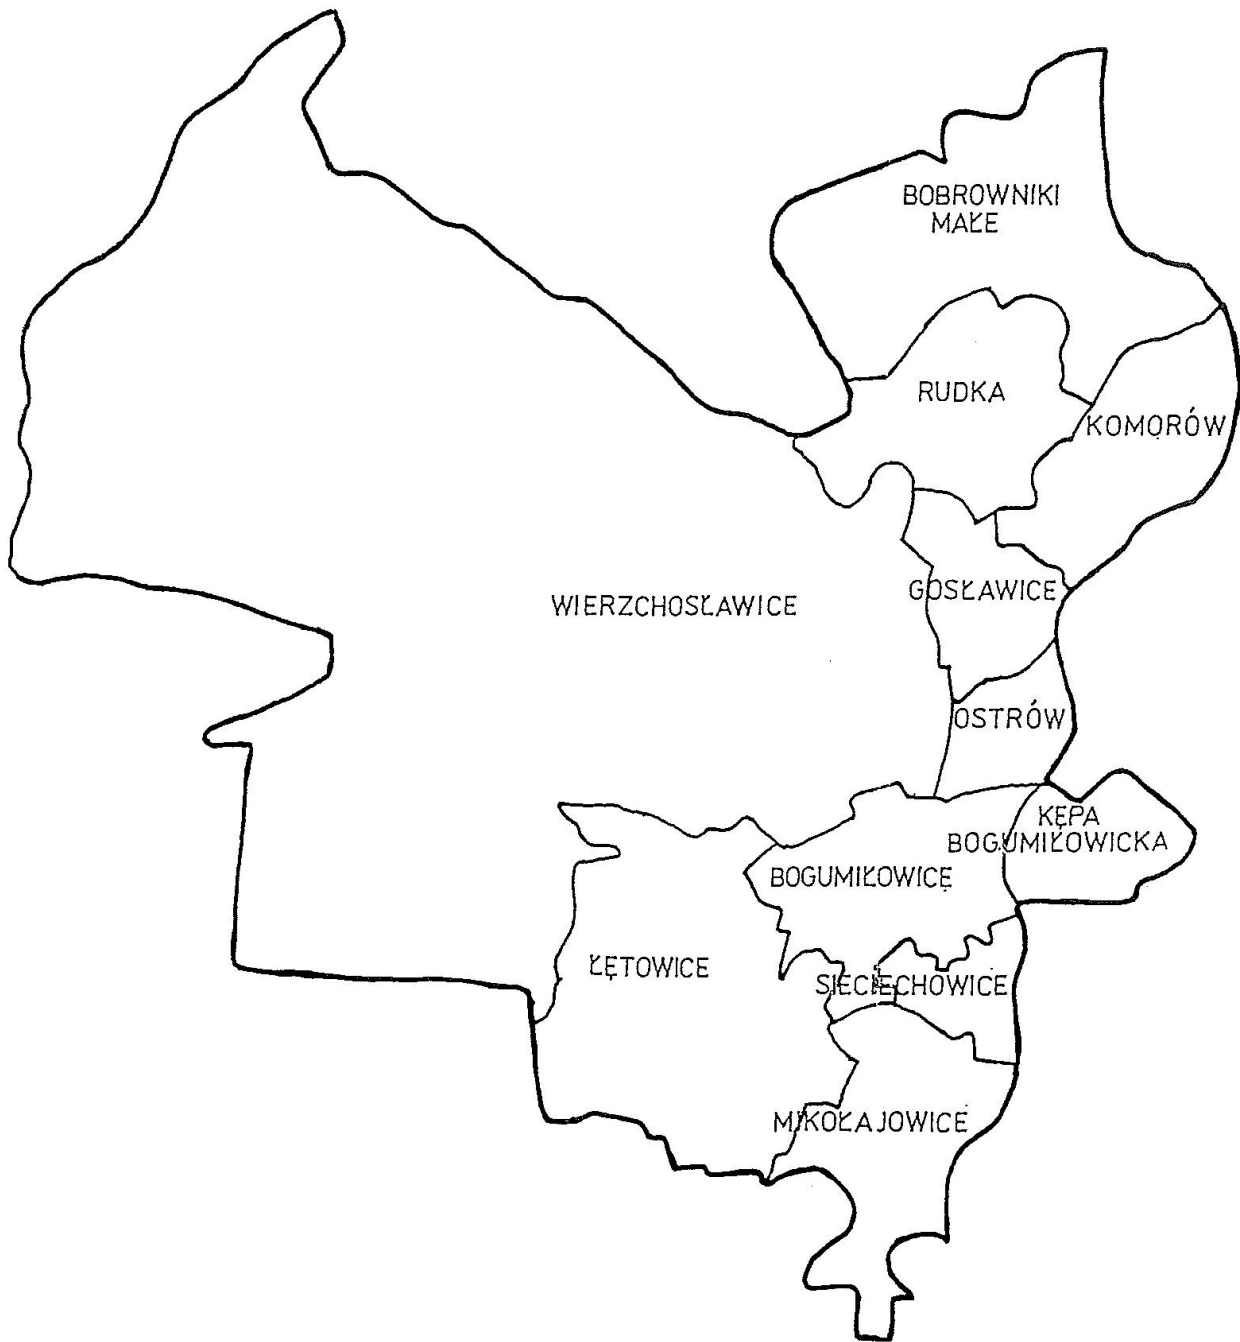 BOBROWNIKI
MAŁE
RUDKA
KOMORÓW
WIERZCHOSŁAWICE
GOSŁAWICE
OSTRÓW
KĘPA
BOGUMIŁOWICKA
BOGUMIŁOWICE
ŁĘTOWICE
SIECIECHOWICE
MIKOŁAJOWICE